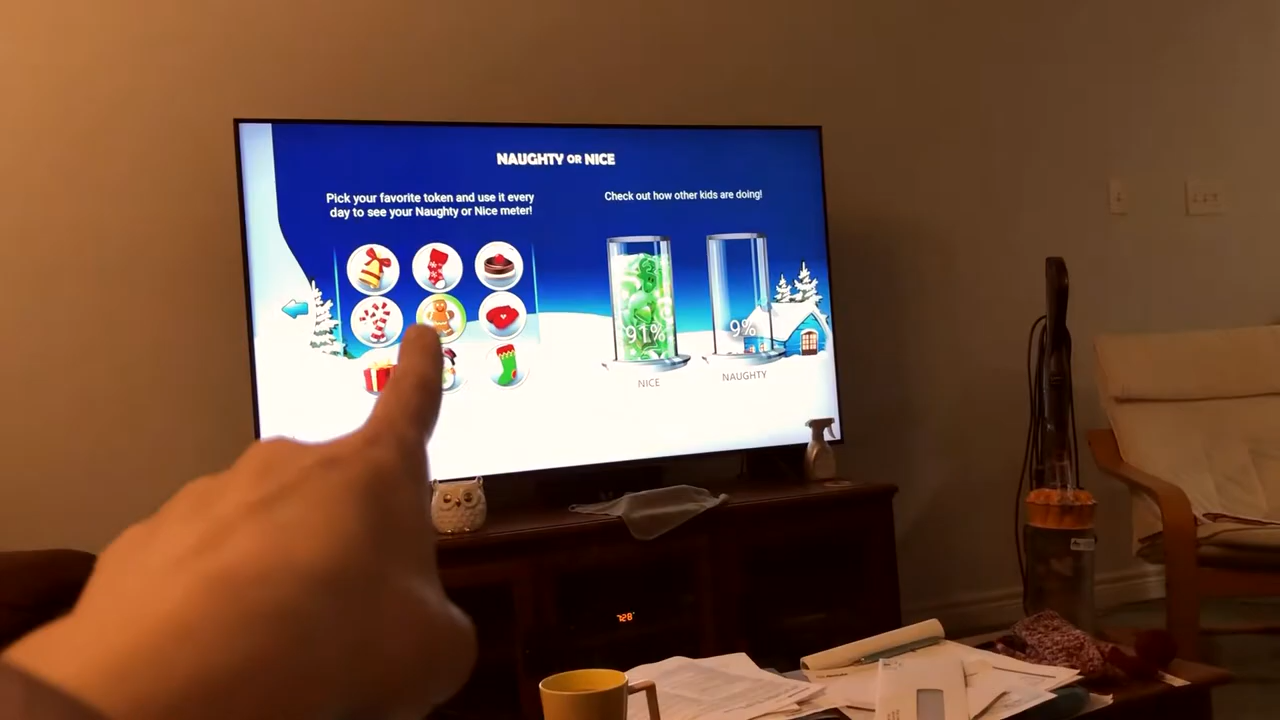 NAUGHTY OR NICE
Pick your favorite token and use it every
day to see your Naughty or Nice meter!
Check out how other kids are doing!
91%
9%
NICE
NAUGHTY
728